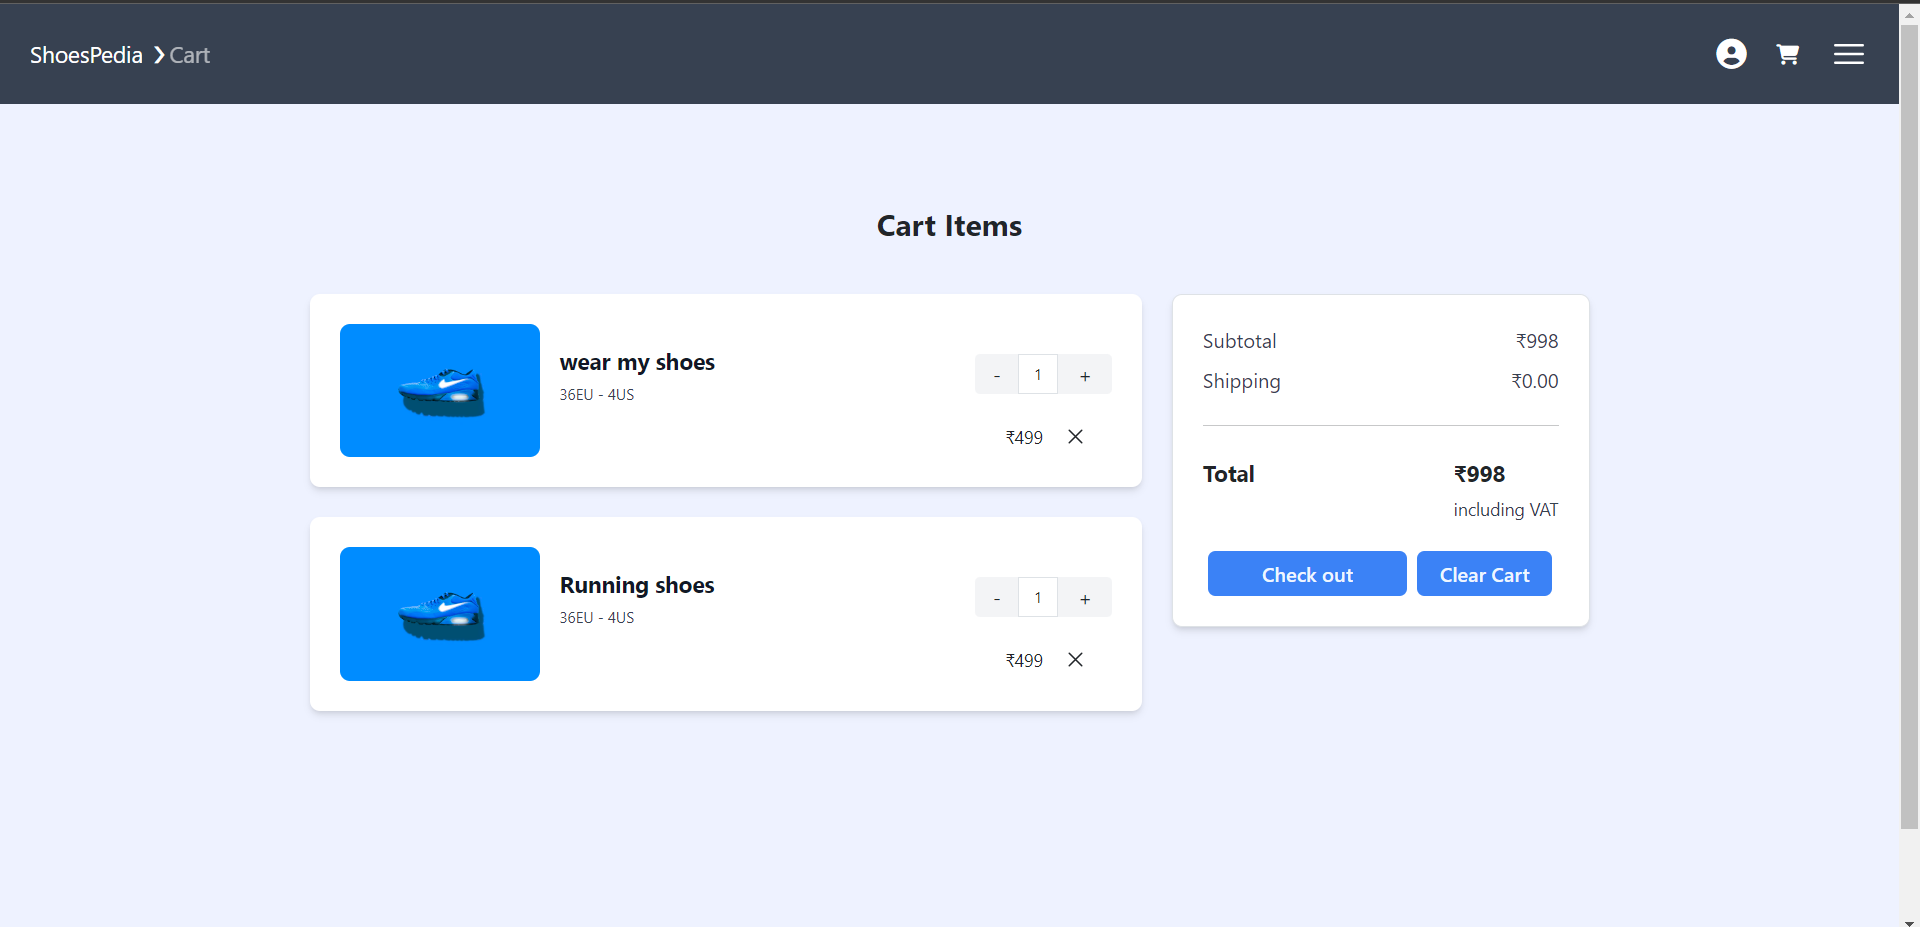 ShoesPedia ❯ Cart
Cart Items
wear my shoes
36EU - 4US
- 1 +
₹499
Running shoes
36EU - 4US
- 1 +
₹499
Subtotal ₹998
Shipping ₹0.00
Total ₹998
including VAT
Check out Clear Cart